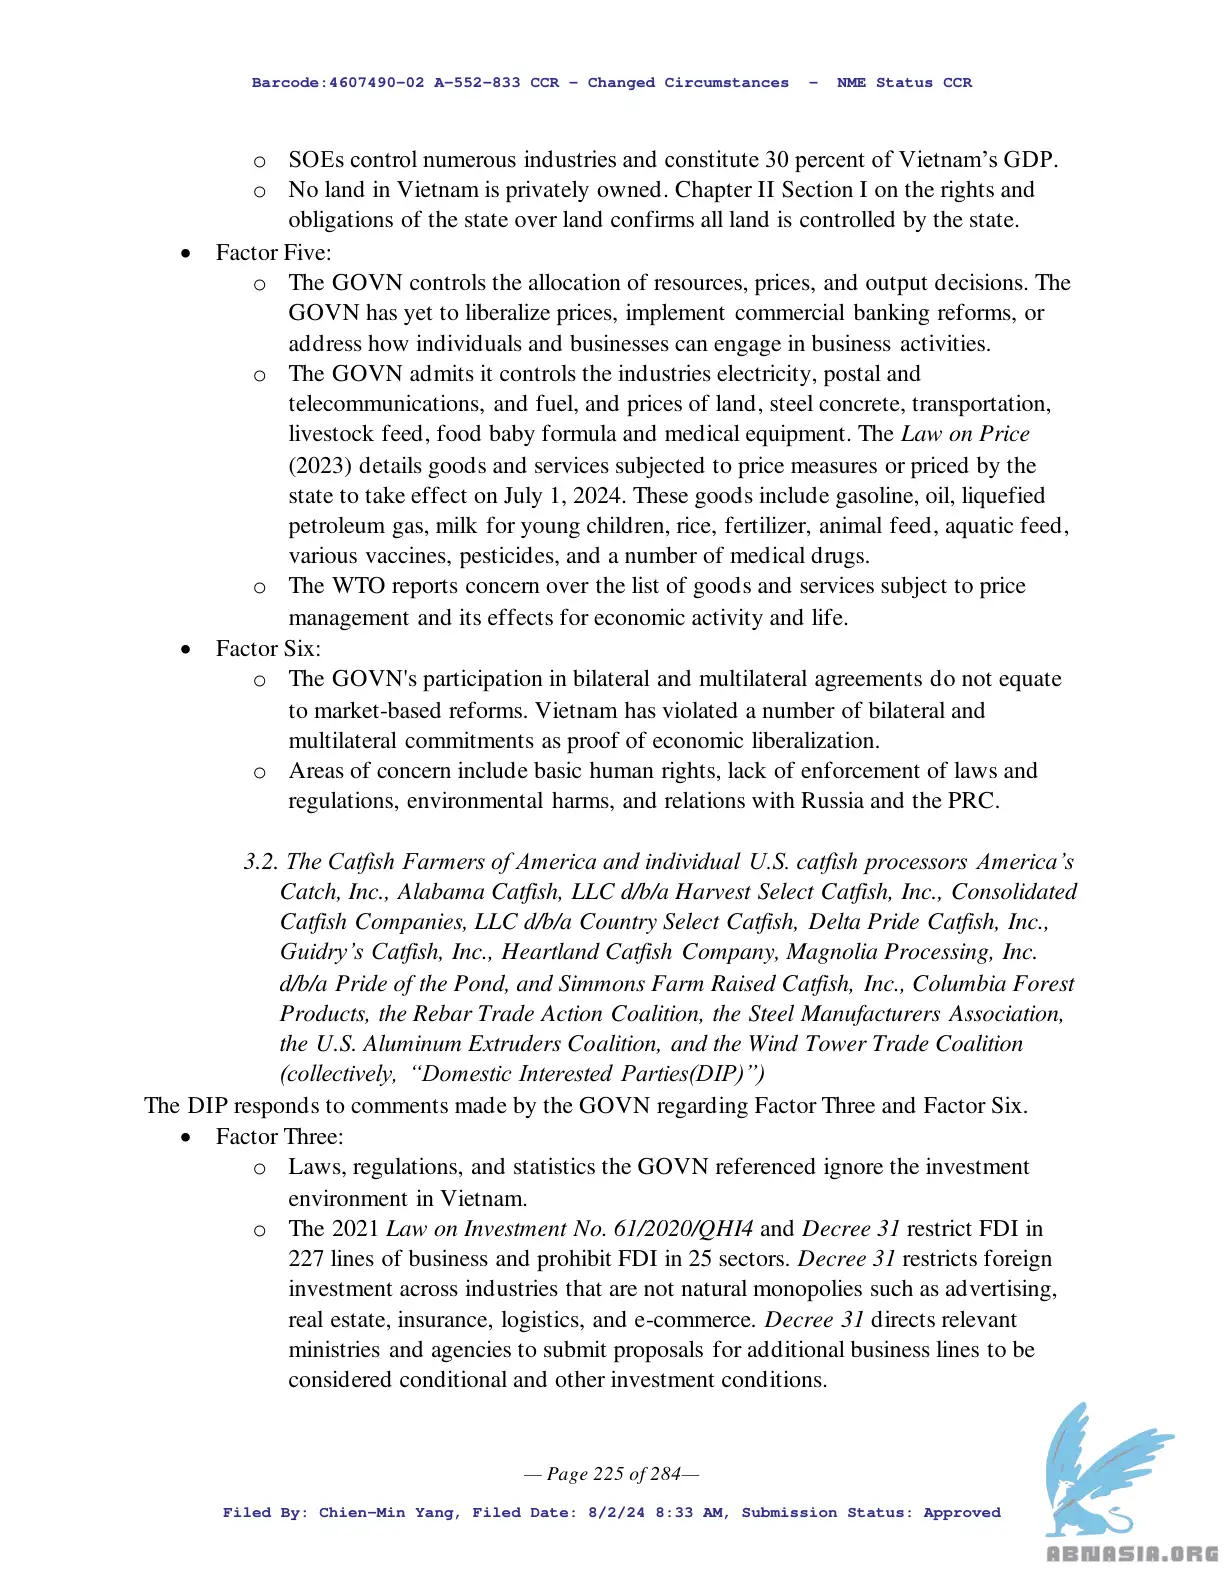 Barcode:4607490-02 A-552-833 CCR - Changed Circumstances - NME Status CCR
o SOEs control numerous industries and constitute 30 percent of Vietnam’s GDP.
o No land in Vietnam is privately owned. Chapter II Section I on the rights and
obligations of the state over land confirms all land is controlled by the state.
• Factor Five:
o The GOVN controls the allocation of resources, prices, and output decisions. The
GOVN has yet to liberalize prices, implement commercial banking reforms, or
address how individuals and businesses can engage in business activities.
o The GOVN admits it controls the industries electricity, postal and
telecommunications, and fuel, and prices of land, steel concrete, transportation,
livestock feed, food baby formula and medical equipment. The Law on Price
(2023) details goods and services subjected to price measures or priced by the
state to take effect on July 1, 2024. These goods include gasoline, oil, liquefied
petroleum gas, milk for young children, rice, fertilizer, animal feed, aquatic feed,
various vaccines, pesticides, and a number of medical drugs.
o The WTO reports concern over the list of goods and services subject to price
management and its effects for economic activity and life.
• Factor Six:
o The GOVN's participation in bilateral and multilateral agreements do not equate
to market-based reforms. Vietnam has violated a number of bilateral and
multilateral commitments as proof of economic liberalization.
o Areas of concern include basic human rights, lack of enforcement of laws and
regulations, environmental harms, and relations with Russia and the PRC.
3.2. The Catfish Farmers of America and individual U.S. catfish processors America’s
Catch, Inc., Alabama Catfish, LLC d/b/a Harvest Select Catfish, Inc., Consolidated
Catfish Companies, LLC d/b/a Country Select Catfish, Delta Pride Catfish, Inc.,
Guidry’s Catfish, Inc., Heartland Catfish Company, Magnolia Processing, Inc.
d/b/a Pride of the Pond, and Simmons Farm Raised Catfish, Inc., Columbia Forest
Products, the Rebar Trade Action Coalition, the Steel Manufacturers Association,
the U.S. Aluminum Extruders Coalition, and the Wind Tower Trade Coalition
(collectively, “Domestic Interested Parties(DIP)”)
The DIP responds to comments made by the GOVN regarding Factor Three and Factor Six.
• Factor Three:
o Laws, regulations, and statistics the GOVN referenced ignore the investment
environment in Vietnam.
o The 2021 Law on Investment No. 61/2020/QHI4 and Decree 31 restrict FDI in
227 lines of business and prohibit FDI in 25 sectors. Decree 31 restricts foreign
investment across industries that are not natural monopolies such as advertising,
real estate, insurance, logistics, and e-commerce. Decree 31 directs relevant
ministries and agencies to submit proposals for additional business lines to be
considered conditional and other investment conditions.
— Page 225 of 284—
Filed By: Chien-Min Yang, Filed Date: 8/2/24 8:33 AM, Submission Status: Approved
ABNASIA.ORG